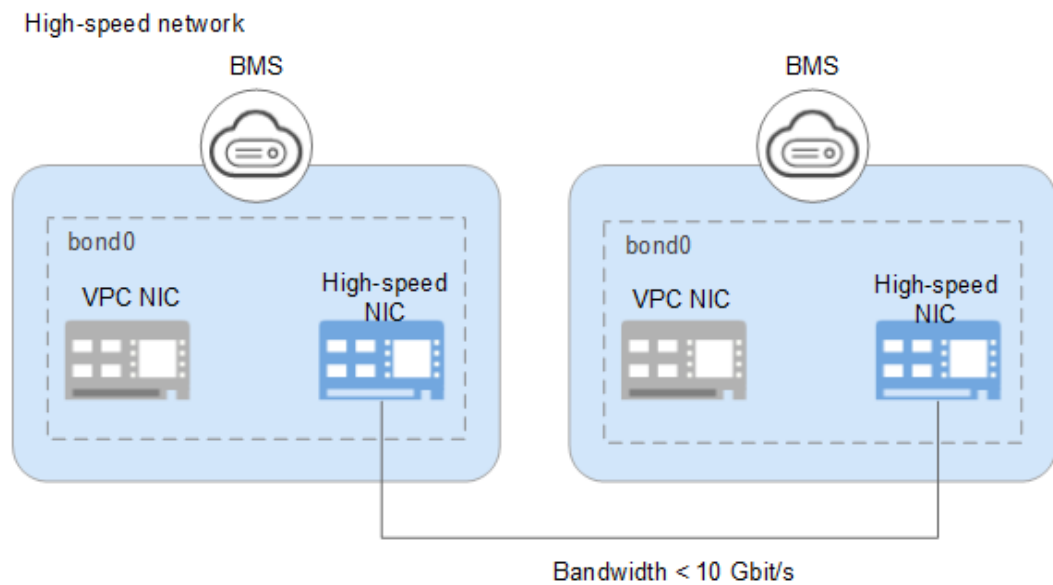 High-speed network
BMS
BMS
bond0
VPC NIC
High-speed
NIC
bond0
VPC NIC
High-speed
NIC
Bandwidth < 10 Gbit/s